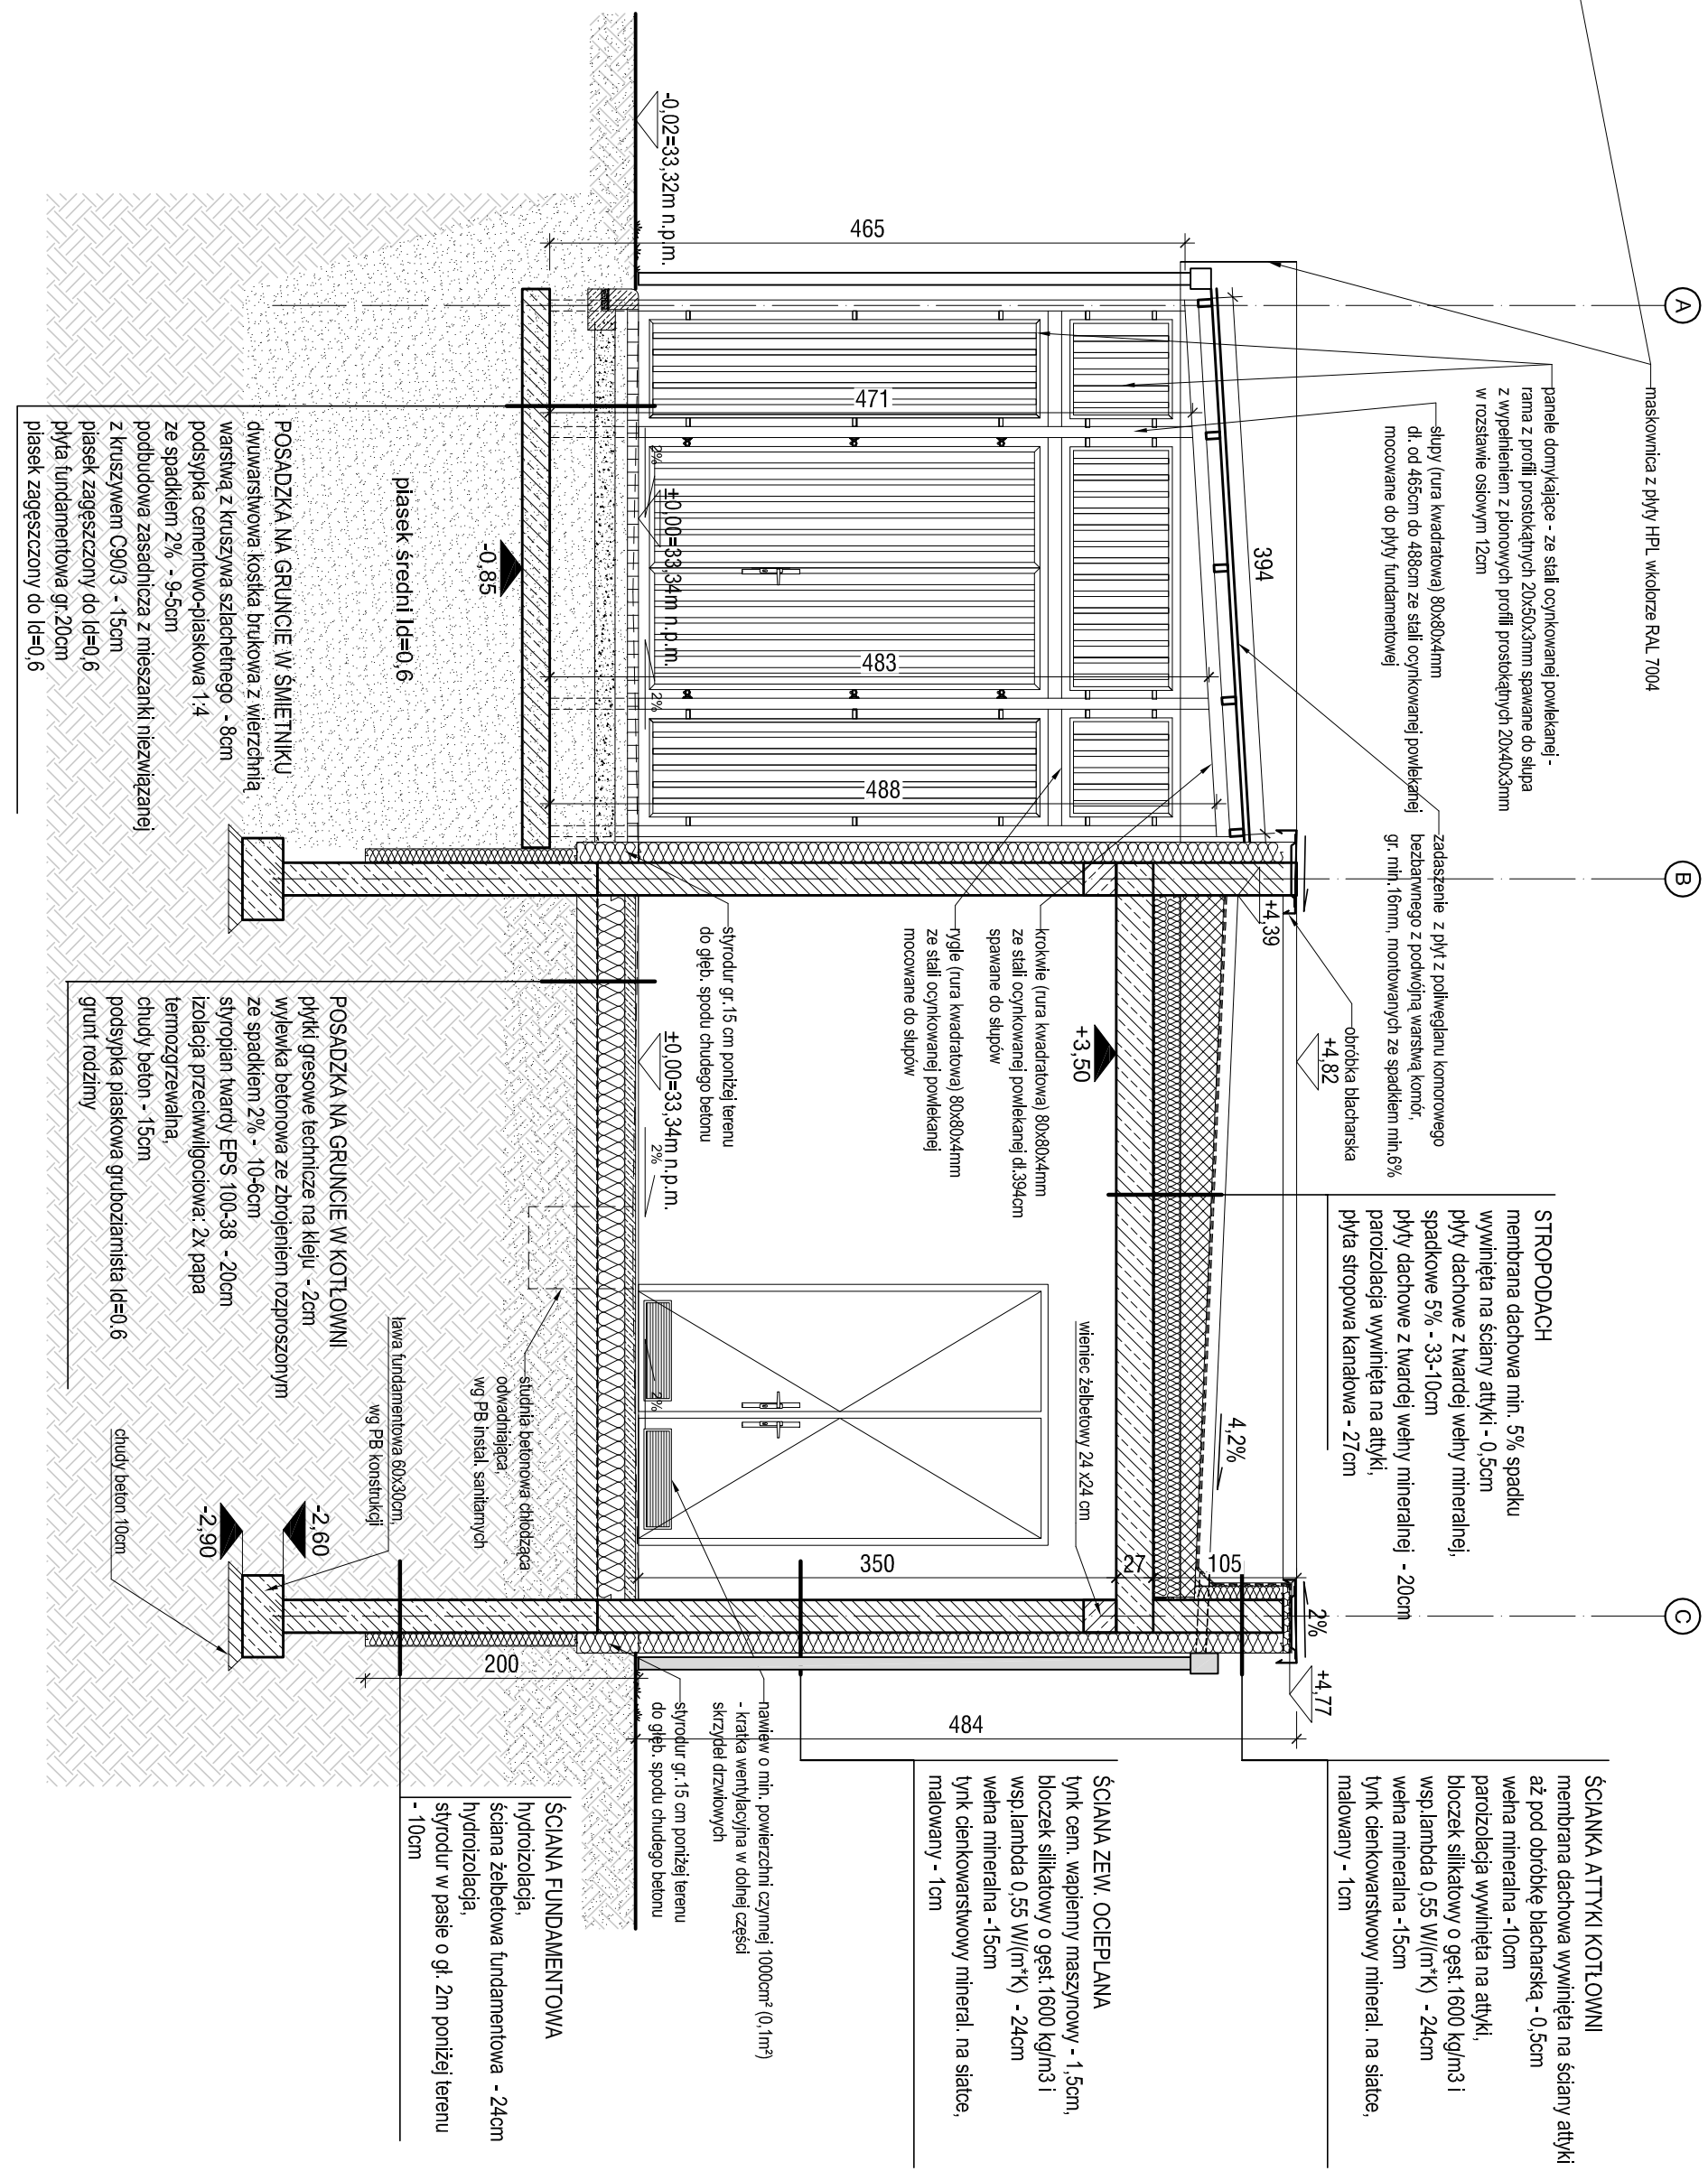 A
B
C
maskownica z płyty HPL wkolorze RAL 7004
panele domykające - ze stali ocynkowanej powlekanej -
rama z profili prostokątnych 20x50x3mm spawane do słupa
z wypełnieniem z pionowych profili prostokątnych 20x40x3mm
w rozstawie osiowym 12cm
słupy (rura kwadratowa) 80x80x4mm
dł. od 465cm do 488cm ze stali ocynkowanej powlekanej
mocowane do płyty fundamentowej
zadaszenie z płyt z poliwęglanu komorowego
bezbarwnego z podwójną warstwą komór,
gr. min.16mm, montowanych ze spadkiem min.6%
obróbka blacharska
+4,82
+4,39
394
465
471
483
488
krokwie (rura kwadratowa) 80x80x4mm
ze stali ocynkowanej powlekanej dł.394cm
spawane do słupów
rygle (rura kwadratowa) 80x80x4mm
ze stali ocynkowanej powlekanej
mocowane do słupów
+3,50
styrodur gr.15 cm poniżej terenu
do głęb. spodu chudego betonu
-0,02=33,32m n.p.m.
±0,00=33,34m n.p.m.
2%
2%
±0,00=33,34m n.p.m.
2%
2%
-0,85
piasek średni Id=0,6
POSADZKA NA GRUNCIE W ŚMIETNIKU
dwuwarstwowa kostka brukowa z wierzchnią
warstwą z kruszywa szlachetnego - 8cm
podsypka cementowo-piaskowa 1:4
ze spadkiem 2% - 9-5cm
podbudowa zasadnicza z mieszanki niezwiązanej
z kruszywem C90/3 - 15cm
piasek zagęszczony do Id=0,6
płyta fundamentowa gr.20cm
piasek zagęszczony do Id=0,6
STROPODACH
membrana dachowa min. 5% spadku
wywinięta na ściany attyki - 0,5cm
płyty dachowe z twardej wełny mineralnej,
spadkowe 5% - 33-10cm
płyty dachowe z twardej wełny mineralnej - 20cm
paroizolacja wywinięta na attyki,
płyta stropowa kanałowa - 27cm
4,2%
wieniec żelbetowy 24 x24 cm
350
27
105
2%
+4,77
484
200
POSADZKA NA GRUNCIE W KOTŁOWNI
płytki gresowe technicze na kleju - 2cm
wylewka betonowa ze zbrojeniem rozproszonym
ze spadkiem 2% - 10-6cm
styropian twardy EPS 100-38 - 20cm
izolacja przeciwwilgociowa: 2x papa
termozgrzewalna,
chudy beton - 15cm
podsypka piaskowa gruboziarnista Id=0.6
grunt rodzimy
studnia betonowa chłodząca
odwadniająca,
wg PB instal. sanitarnych
ława fundamentowa 60x30cm,
wg PB konstrukcji
-2,60
-2,90
chudy beton 10cm
ŚCIANKA ATTYKI KOTŁOWNI
membrana dachowa wywinięta na ściany attyki
aż pod obróbkę blacharską - 0,5cm
wełna mineralna -10cm
paroizolacja wywinięta na attyki,
bloczek silikatowy o gęst.1600 kg/m3 i
wsp.lambda 0,55 W/(m*K) - 24cm
wełna mineralna -15cm
tynk cienkowarstwowy mineral. na siatce,
malowany - 1cm
ŚCIANA ZEW. OCIEPLANA
tynk cem. wapienny maszynowy - 1,5cm,
bloczek silikatowy o gęst.1600 kg/m3 i
wsp.lambda 0,55 W/(m*K) - 24cm
wełna mineralna -15cm
tynk cienkowarstwowy mineral. na siatce,
malowany - 1cm
nawiew o min. powierzchni czynnej 1000cm² (0,1m²)
- kratka wentylacyjna w dolnej części
skrzydeł drzwiowych
styrodur gr.15 cm poniżej terenu
do głęb. spodu chudego betonu
ŚCIANA FUNDAMENTOWA
hydroizolacja,
ściana żelbetowa fundamentowa - 24cm
hydroizolacja,
styrodur w pasie o gł. 2m poniżej terenu
- 10cm